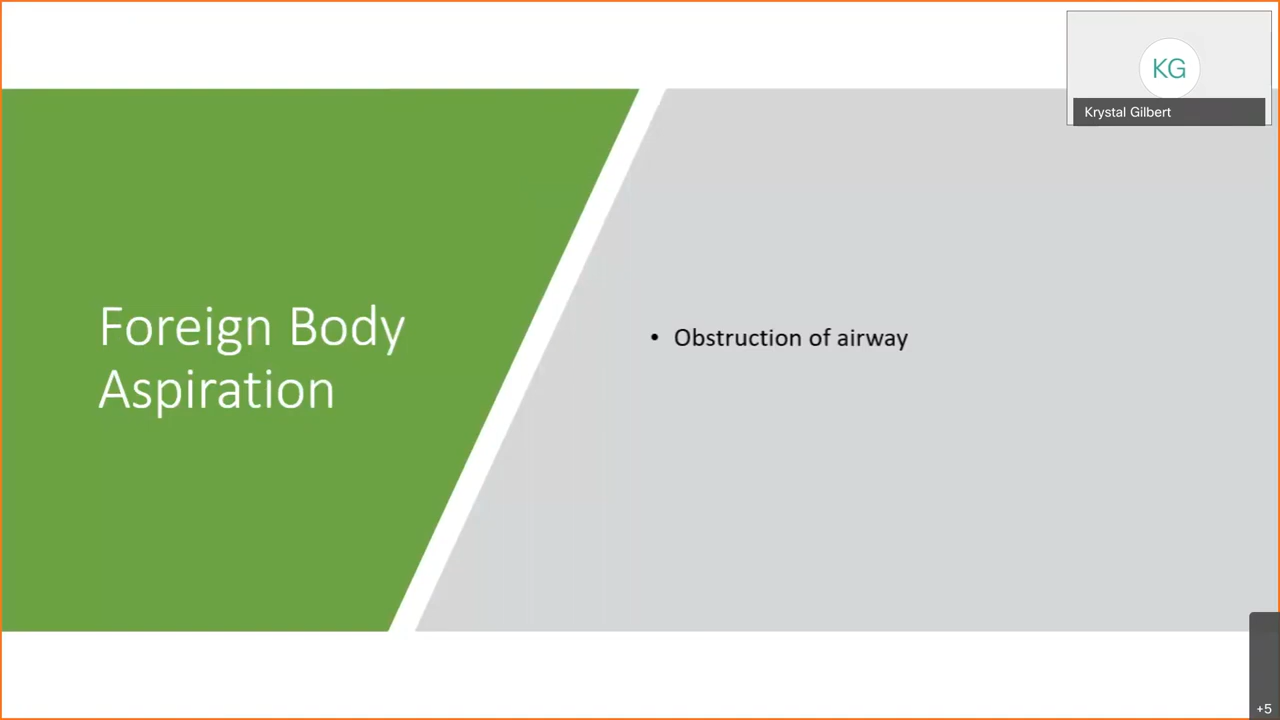 KG
Krystal Gilbert
Foreign Body
Aspiration
• Obstruction of airway
+5